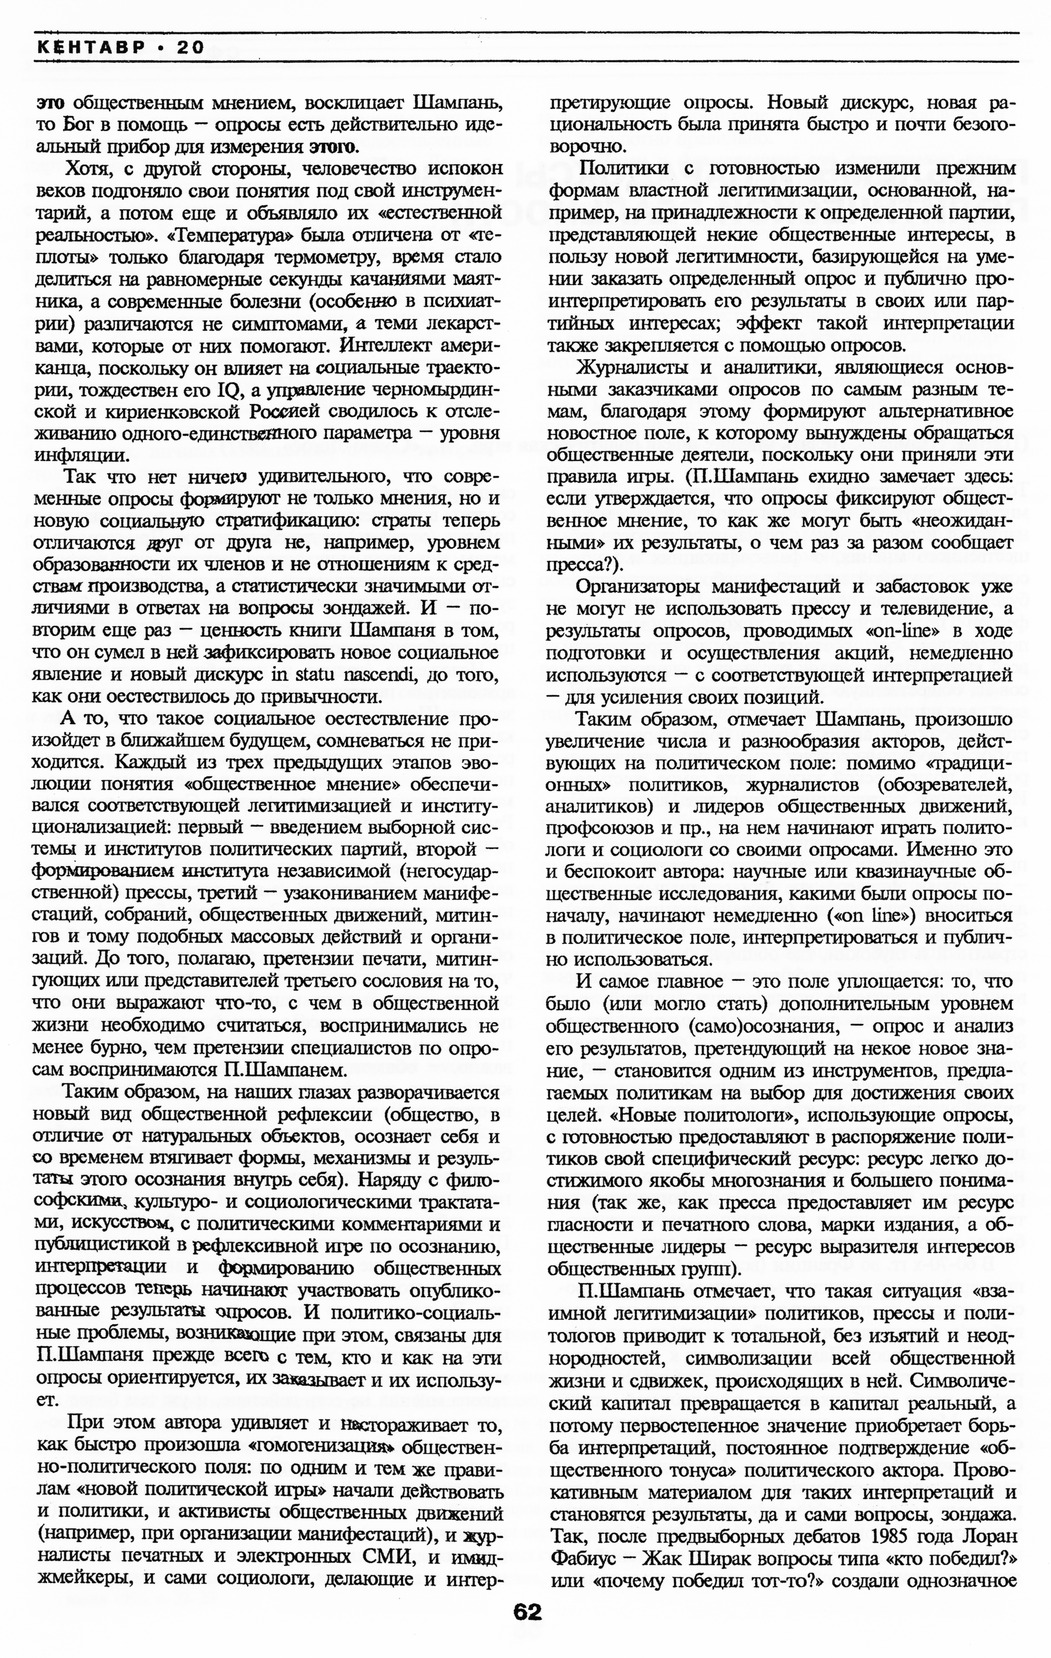 КЕНТАВР • 20
это общественным мнением, восклицает Шампань,
то Бог в помощь — опросы есть действительно иде-
альный прибор для измерения этого.
Хотя, с другой стороны, человечество испокон
веков подгоняло свои понятия под свой инструмен-
тарий, а потом еще и объявляло их «естественной
реальностью». «Температура» была отличена от «те-
плоты» только благодаря термометру, время стало
делиться на равномерные секунды качаниями маят-
ника, а современные болезни (особенно в психиат-
рии) различаются не симптомами, а теми лекарст-
вами, которые от них помогают. Интеллект амери-
канца, поскольку он влияет на социальные траекто-
рии, тождествен его IQ, а управление черномырдин-
ской и кириенковской Россией сводилось к отсле-
живанию одного-единственного параметра — уровня
инфляции.
Так что нет ничего удивительного, что совре-
менные опросы формируют не только мнения, но и
новую социальную стратификацию: страты теперь
отличаются друг от друга не, например, уровнем
образованности их членов и не отношениям к сред-
ствам производства, а статистически значимыми от-
личиями в ответах на вопросы зондажей. И — по-
вторим еще раз — ценность книги Шампаня в том,
что он сумел в ней зафиксировать новое социальное
явление и новый дискурс in statu nascendi, до того,
как они оестествилось до привычности.
А то, что такое социальное оестествление про-
изойдет в ближайшем будущем, сомневаться не при-
ходится. Каждый из трех предыдущих этапов эво-
люции понятия «общественное мнение» обеспечи-
вался соответствующей легитимизацией и институ-
ционализацией: первый — введением выборной сис-
темы и институтов политических партий, второй —
формированием института независимой (негосудар-
ственной) прессы, третий — узакониванием манифе-
стаций, собраний, общественных движений, митин-
гов и тому подобных массовых действий и органи-
заций. До того, полагаю, претензии печати, митин-
гующих или представителей третьего сословия на то,
что они выражают что-то, с чем в общественной
жизни необходимо считаться, воспринимались не
менее бурно, чем претензии специалистов по опро-
сам воспринимаются П.Шампанем.
Таким образом, на наших глазах разворачивается
новый вид общественной рефлексии (общество, в
отличие от натуральных объектов, осознает себя и
со временем втягивает формы, механизмы и резуль-
таты этого осознания внутрь себя). Наряду с фило-
софскими, культуро- и социологическими трактата-
ми, искусством, с политическими комментариями и
публицистикой в рефлексивной игре по осознанию,
интерпретации и формированию общественных
процессов теперь начинают участвовать опублико-
ванные результаты опросов. И политико-социаль-
ные проблемы, возникающие при этом, связаны для
П.Шампаня прежде всего с тем, кто и как на эти
опросы ориентируется, их заказывает и их использу-
ет.
При этом автора удивляет и настораживает то,
как быстро произошла «гомогенизация» обществен-
но-политического поля: по одним и тем же прави-
лам «новой политической игры» начали действовать
и политики, и активисты общественных движений
(например, при организации манифестаций), и жур-
налисты печатных и электронных СМИ, и имид-
жмейкеры, и сами социологи, делающие и интер-
претирующие опросы. Новый дискурс, новая ра-
циональность была принята быстро и почти безого-
ворочно.
Политики с готовностью изменили прежним
формам властной легитимизации, основанной, на-
пример, на принадлежности к определенной партии,
представляющей некие общественные интересы, в
пользу новой легитимности, базирующейся на уме-
нии заказать определенный опрос и публично про-
интерпретировать его результаты в своих или пар-
тийных интересах; эффект такой интерпретации
также закрепляется с помощью опросов.
Журналисты и аналитики, являющиеся основ-
ными заказчиками опросов по самым разным те-
мам, благодаря этому формируют альтернативное
новостное поле, к которому вынуждены обращаться
общественные деятели, поскольку они приняли эти
правила игры. (П.Шампань ехидно замечает здесь:
если утверждается, что опросы фиксируют общест-
венное мнение, то как же могут быть «неожидан-
ными» их результаты, о чем раз за разом сообщает
пресса?).
Организаторы манифестаций и забастовок уже
не могут не использовать прессу и телевидение, а
результаты опросов, проводимых «on-line» в ходе
подготовки и осуществления акций, немедленно
используются — с соответствующей интерпретацией
— для усиления своих позиций.
Таким образом, отмечает Шампань, произошло
увеличение числа и разнообразия акторов, дейст-
вующих на политическом поле: помимо «традици-
онных» политиков, журналистов (обозревателей,
аналитиков) и лидеров общественных движений,
профсоюзов и пр., на нем начинают играть полито-
логи и социологи со своими опросами. Именно это
и беспокоит автора: научные или квазинаучные об-
щественные исследования, какими были опросы по-
началу, начинают немедленно («on line») вноситься
в политическое поле, интерпретироваться и публич-
но использоваться.
И самое главное — это поле уплощается: то, что
было (или могло стать) дополнительным уровнем
общественного (само)осознания, — опрос и анализ
его результатов, претендующий на некое новое зна-
ние, — становится одним из инструментов, предла-
гаемых политикам на выбор для достижения своих
целей. «Новые политологи», использующие опросы,
с готовностью предоставляют в распоряжение поли-
тиков свой специфический ресурс: ресурс легко до-
стижимого якобы многознания и большего понима-
ния (так же, как пресса предоставляет им ресурс
гласности и печатного слова, марки издания, а об-
щественные лидеры — ресурс выразителя интересов
общественных групп).
П.Шампань отмечает, что такая ситуация «вза-
имной легитимизации» политиков, прессы и поли-
тологов приводит к тотальной, без изъятий и неод-
нородностей, символизации всей общественной
жизни и сдвижек, происходящих в ней. Символиче-
ский капитал превращается в капитал реальный, а
потому первостепенное значение приобретает борь-
ба интерпретаций, постоянное подтверждение «об-
щественного тонуса» политического актора. Прово-
кативным материалом для таких интерпретаций и
становятся результаты, да и сами вопросы, зондажа.
Так, после предвыборных дебатов 1985 года Лоран
Фабиус — Жак Ширак вопросы типа «кто победил?»
или «почему победил тот-то?» создали однозначное
62